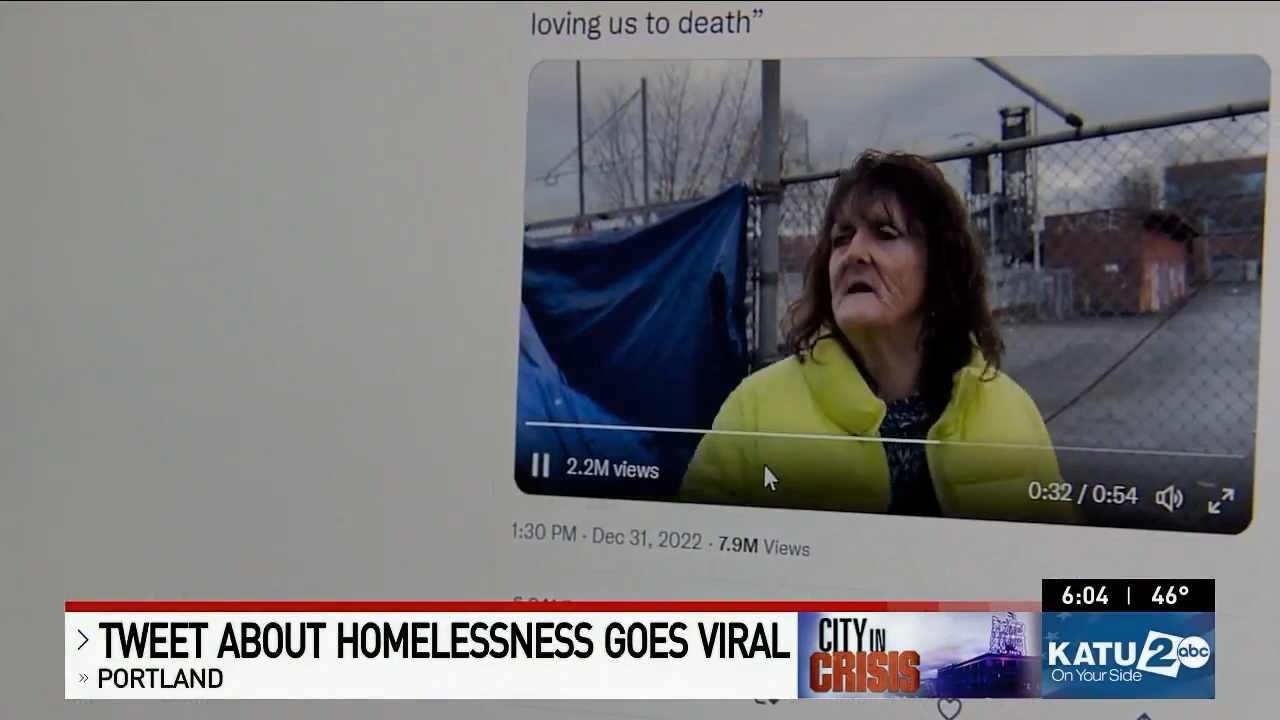 loving us to death”
2.2M views
0:32 / 0:54
1:30 PM · Dec 31, 2022 · 7.9M Views
TWEET ABOUT HOMELESSNESS GOES VIRAL
PORTLAND
CITY IN
CRISIS
6:04 | 46°
KATU 2 abc
On Your Side